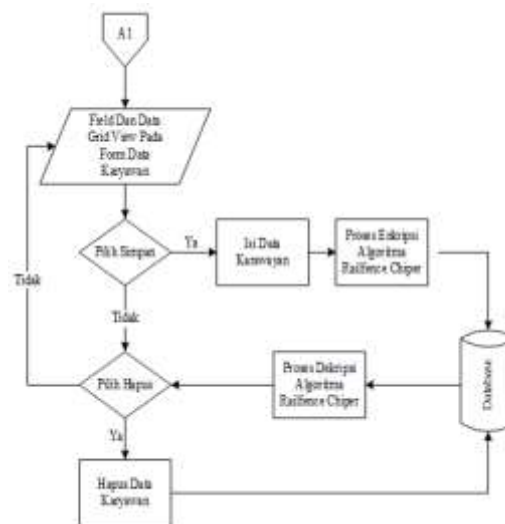 A1
Field Dan Data
Grid View Pada
Form Data
Karyawan
Pilih Simpan
Ya
Isi Data
Karawayan
Proses Enkripsi
Algoritma
Railfence Chiper
Tidak
Tidak
Pilih Hapus
Proses Dekripsi
Algoritma
Railfence Chiper
Database
Ya
Hapus Data
Karyawan